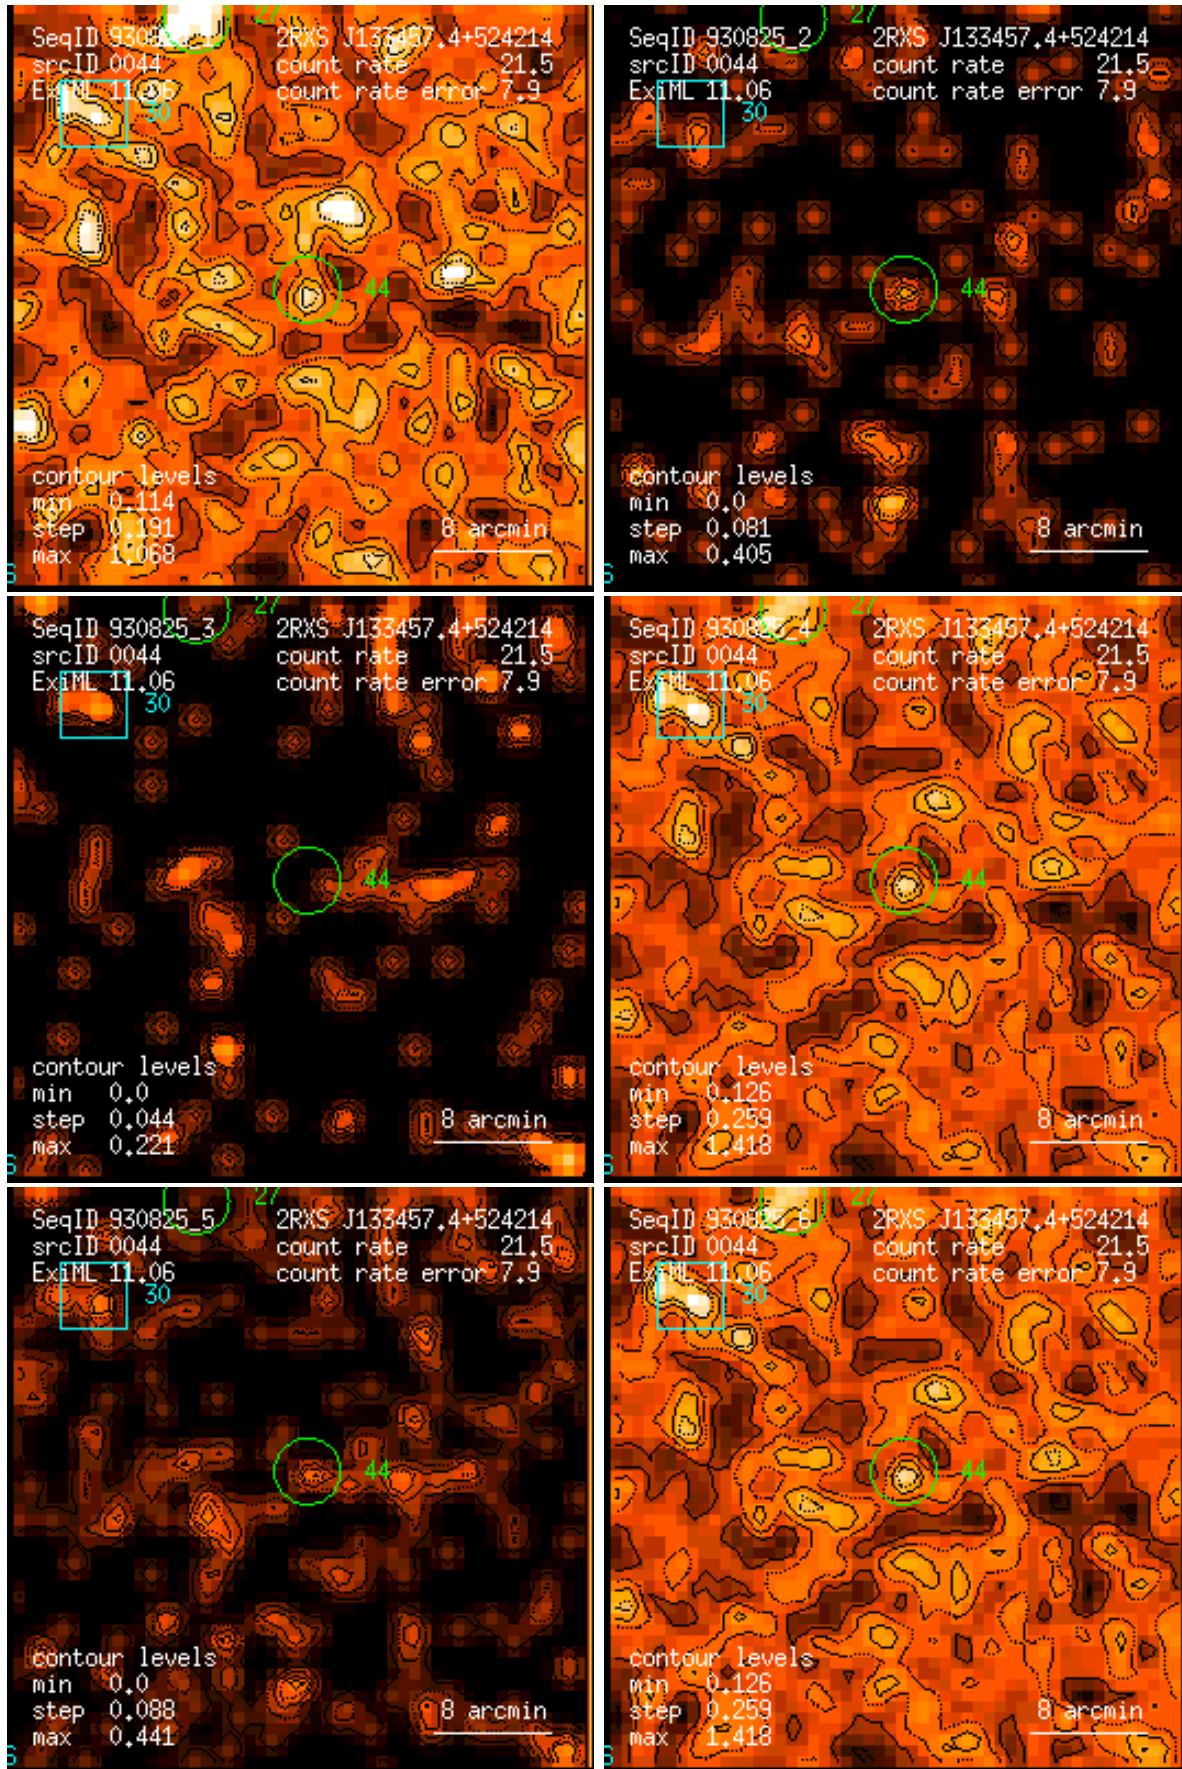 27
SeqID 930825_1 2RXS J133457.4+524214
srcID 0044 count rate 21.5
ExiML 11.06 count rate error 7.9
30
44
contour levels
min 0.114
step 0.191 8 arcmin
max 1.068
27
SeqID 930825_2 2RXS J133457.4+524214
srcID 0044 count rate 21.5
ExiML 11.06 count rate error 7.9
30
44
contour levels
min 0.0
step 0.081 8 arcmin
max 0.405
27
SeqID 930825_3 2RXS J133457.4+524214
srcID 0044 count rate 21.5
ExiML 11.06 count rate error 7.9
30
44
contour levels
min 0.0
step 0.044 8 arcmin
max 0.221
27
SeqID 930825_4 2RXS J133457.4+524214
srcID 0044 count rate 21.5
ExiML 11.06 count rate error 7.9
30
44
contour levels
min 0.126
step 0.259 8 arcmin
max 1.418
27
SeqID 930825_5 2RXS J133457.4+524214
srcID 0044 count rate 21.5
ExiML 11.06 count rate error 7.9
30
44
contour levels
min 0.0
step 0.088 8 arcmin
max 0.441
27
SeqID 930825_6 2RXS J133457.4+524214
srcID 0044 count rate 21.5
ExiML 11.06 count rate error 7.9
30
44
contour levels
min 0.126
step 0.259 8 arcmin
max 1.418